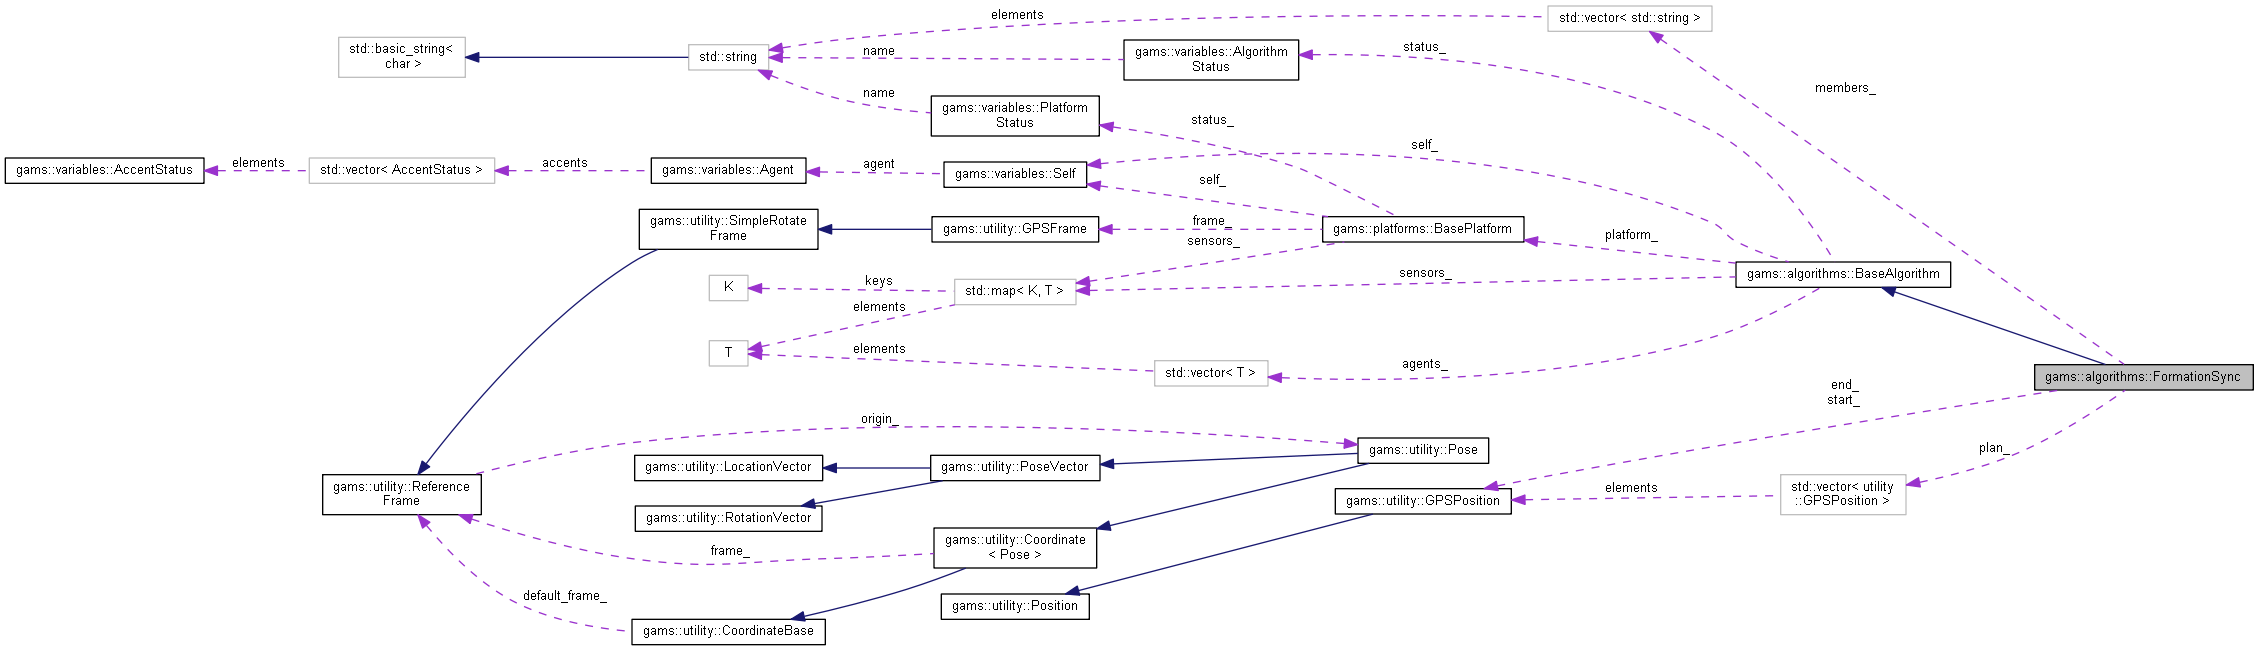 elements
std::vector< std::string >
std::basic_string<
char >
std::string
name
gams::variables::Algorithm
Status
status_
members_
name
gams::variables::Platform
Status
status_
self_
gams::variables::AccentStatus
elements
std::vector< AccentStatus >
accents
gams::variables::Agent
agent
gams::variables::Self
self_
gams::utility::SimpleRotate
Frame
gams::utility::GPSFrame
frame_
sensors_
gams::platforms::BasePlatform
platform_
gams::algorithms::BaseAlgorithm
K
keys
std::map< K, T >
sensors_
elements
T
elements
std::vector< T >
agents_
gams::algorithms::FormationSync
end_
start_
origin_
gams::utility::Pose
plan_
gams::utility::LocationVector
gams::utility::PoseVector
gams::utility::Reference
Frame
gams::utility::GPSPosition
elements
std::vector< utility
::GPSPosition >
gams::utility::RotationVector
frame_
gams::utility::Coordinate
< Pose >
default_frame_
gams::utility::Position
gams::utility::CoordinateBase